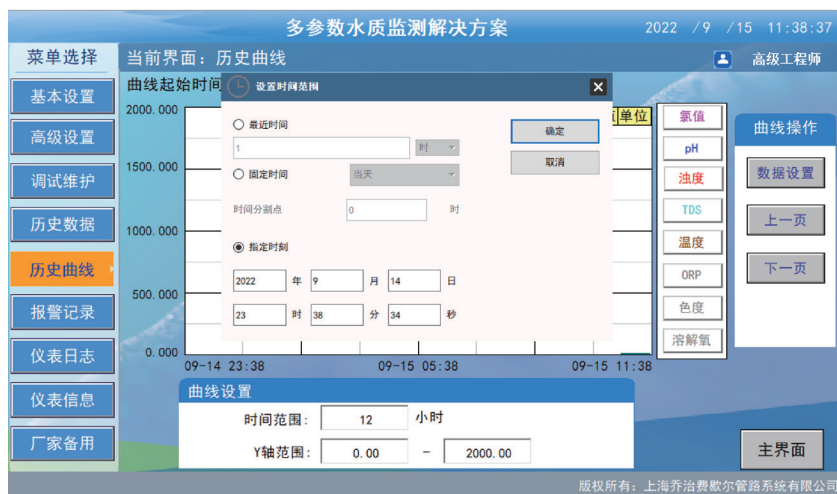 多参数水质监测解决方案
2022 /9 /15 11:38:37
菜单选择
当前界面：历史曲线
高级工程师
基本设置
高级设置
调试维护
历史数据
历史曲线
报警记录
仪表日志
仪表信息
厂家备用
曲线起始时间
2000.000
1500.000
1000.000
500.000
0.000
09-14 23:38
09-15 05:38
09-15 11:38
单位
设置时间范围
最近时间
1 时
固定时间 当天
时间分割点 0 时
指定时刻
2022 年 9 月 14 日
23 时 38 分 34 秒
确定
取消
氯值
pH
浊度
TDS
温度
ORP
色度
溶解氧
曲线操作
数据设置
上一页
下一页
曲线设置
时间范围： 12 小时
Y轴范围： 0.00 - 2000.00
主界面
版权所有：上海乔治费歇尔管路系统有限公司